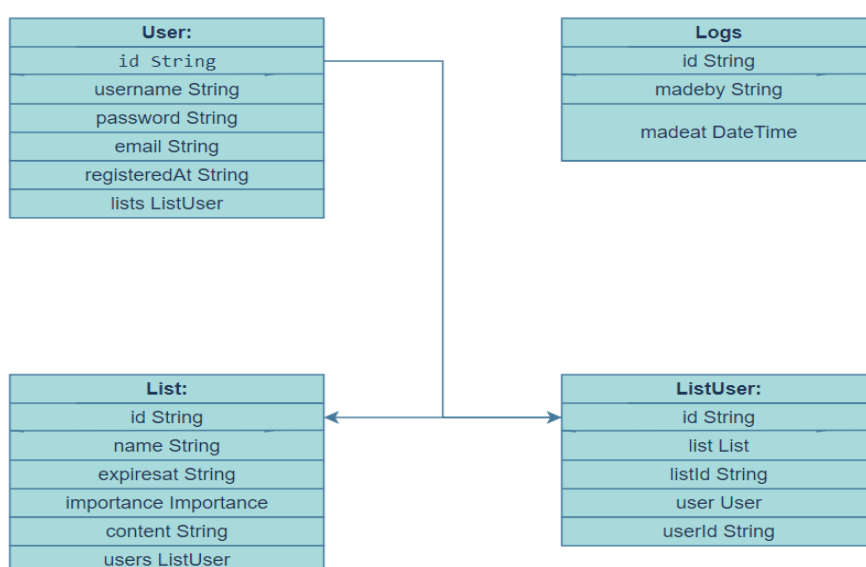 User:
id String
username String
password String
email String
registeredAt String
lists ListUser
Logs
id String
madeby String
madeat DateTime
List:
id String
name String
expiresat String
importance Importance
content String
users ListUser
ListUser:
id String
list List
listId String
user User
userId String